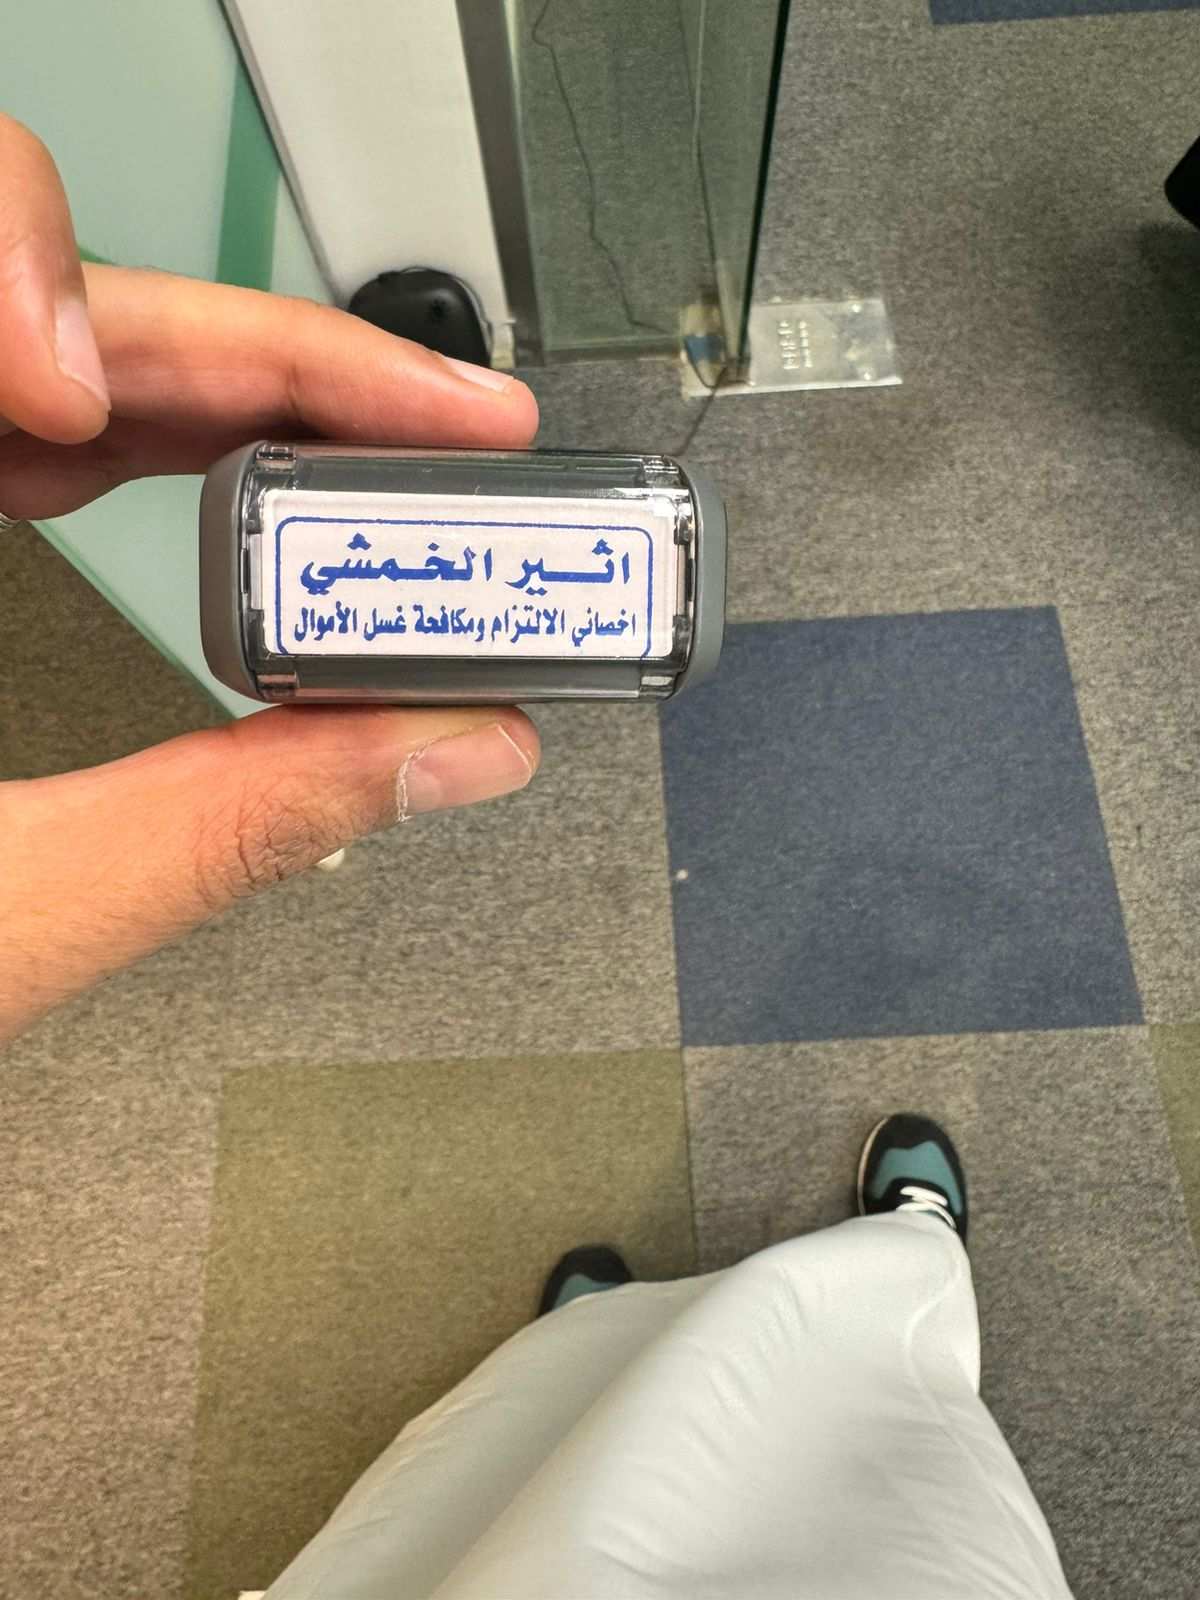 اثير الخمشي
اخصائي الالتزام ومكافحة غسل الأموال